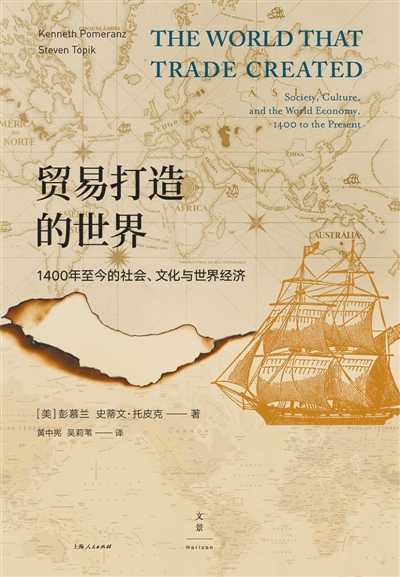 Kenneth Pomeranz
Steven Topik
THE WORLD THAT
TRADE CREATED
Society, Culture,
and the World Economy,
1400 to the Present
贸易打造
的世界
1400年至今的社会、文化与世界经济
AFRICA
INDIA
CHINA
AUSTRALIA
[美]彭慕兰 史蒂文·托皮克——著
黄中宪 吴莉苇——译
上海人民出版社
文
景
Horizon